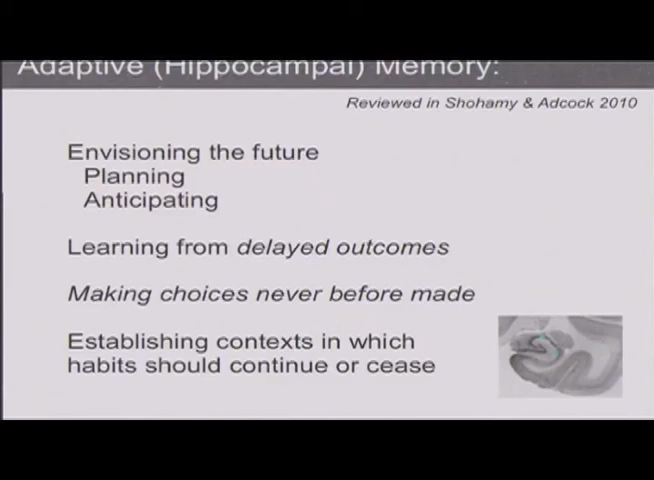 Adaptive (Hippocampal) Memory:
Reviewed in Shohamy & Adcock 2010
Envisioning the future
Planning
Anticipating
Learning from delayed outcomes
Making choices never before made
Establishing contexts in which
habits should continue or cease